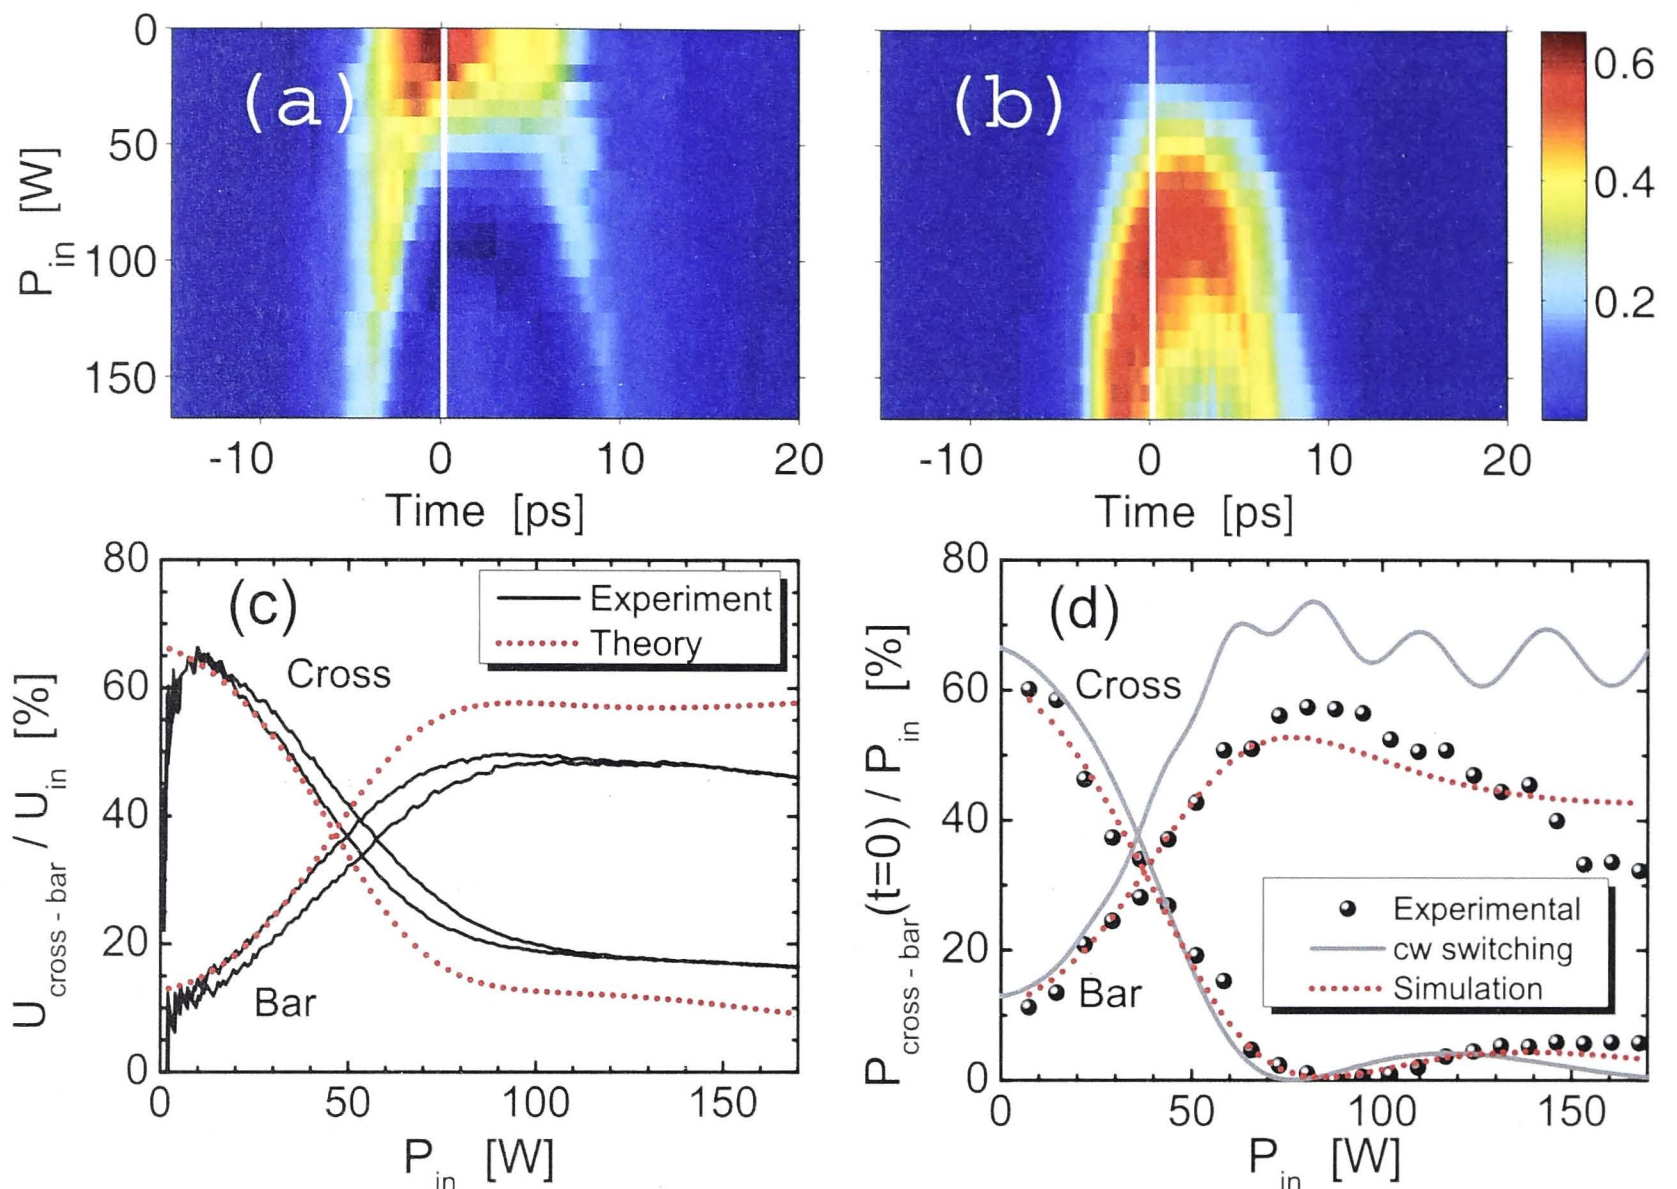 (a)
0
50
100
150
P_in [W]
-10 0 10 20
Time [ps]
(b)
-10 0 10 20
Time [ps]
0.6
0.4
0.2
(c)
80
60
40
20
0
U_cross - bar / U_in [%]
Experiment
Theory
Cross
Bar
0 50 100 150
P_in [W]
(d)
80
60
40
20
0
P_cross - bar (t=0) / P_in [%]
Cross
Bar
Experimental
cw switching
Simulation
0 50 100 150
P_in [W]